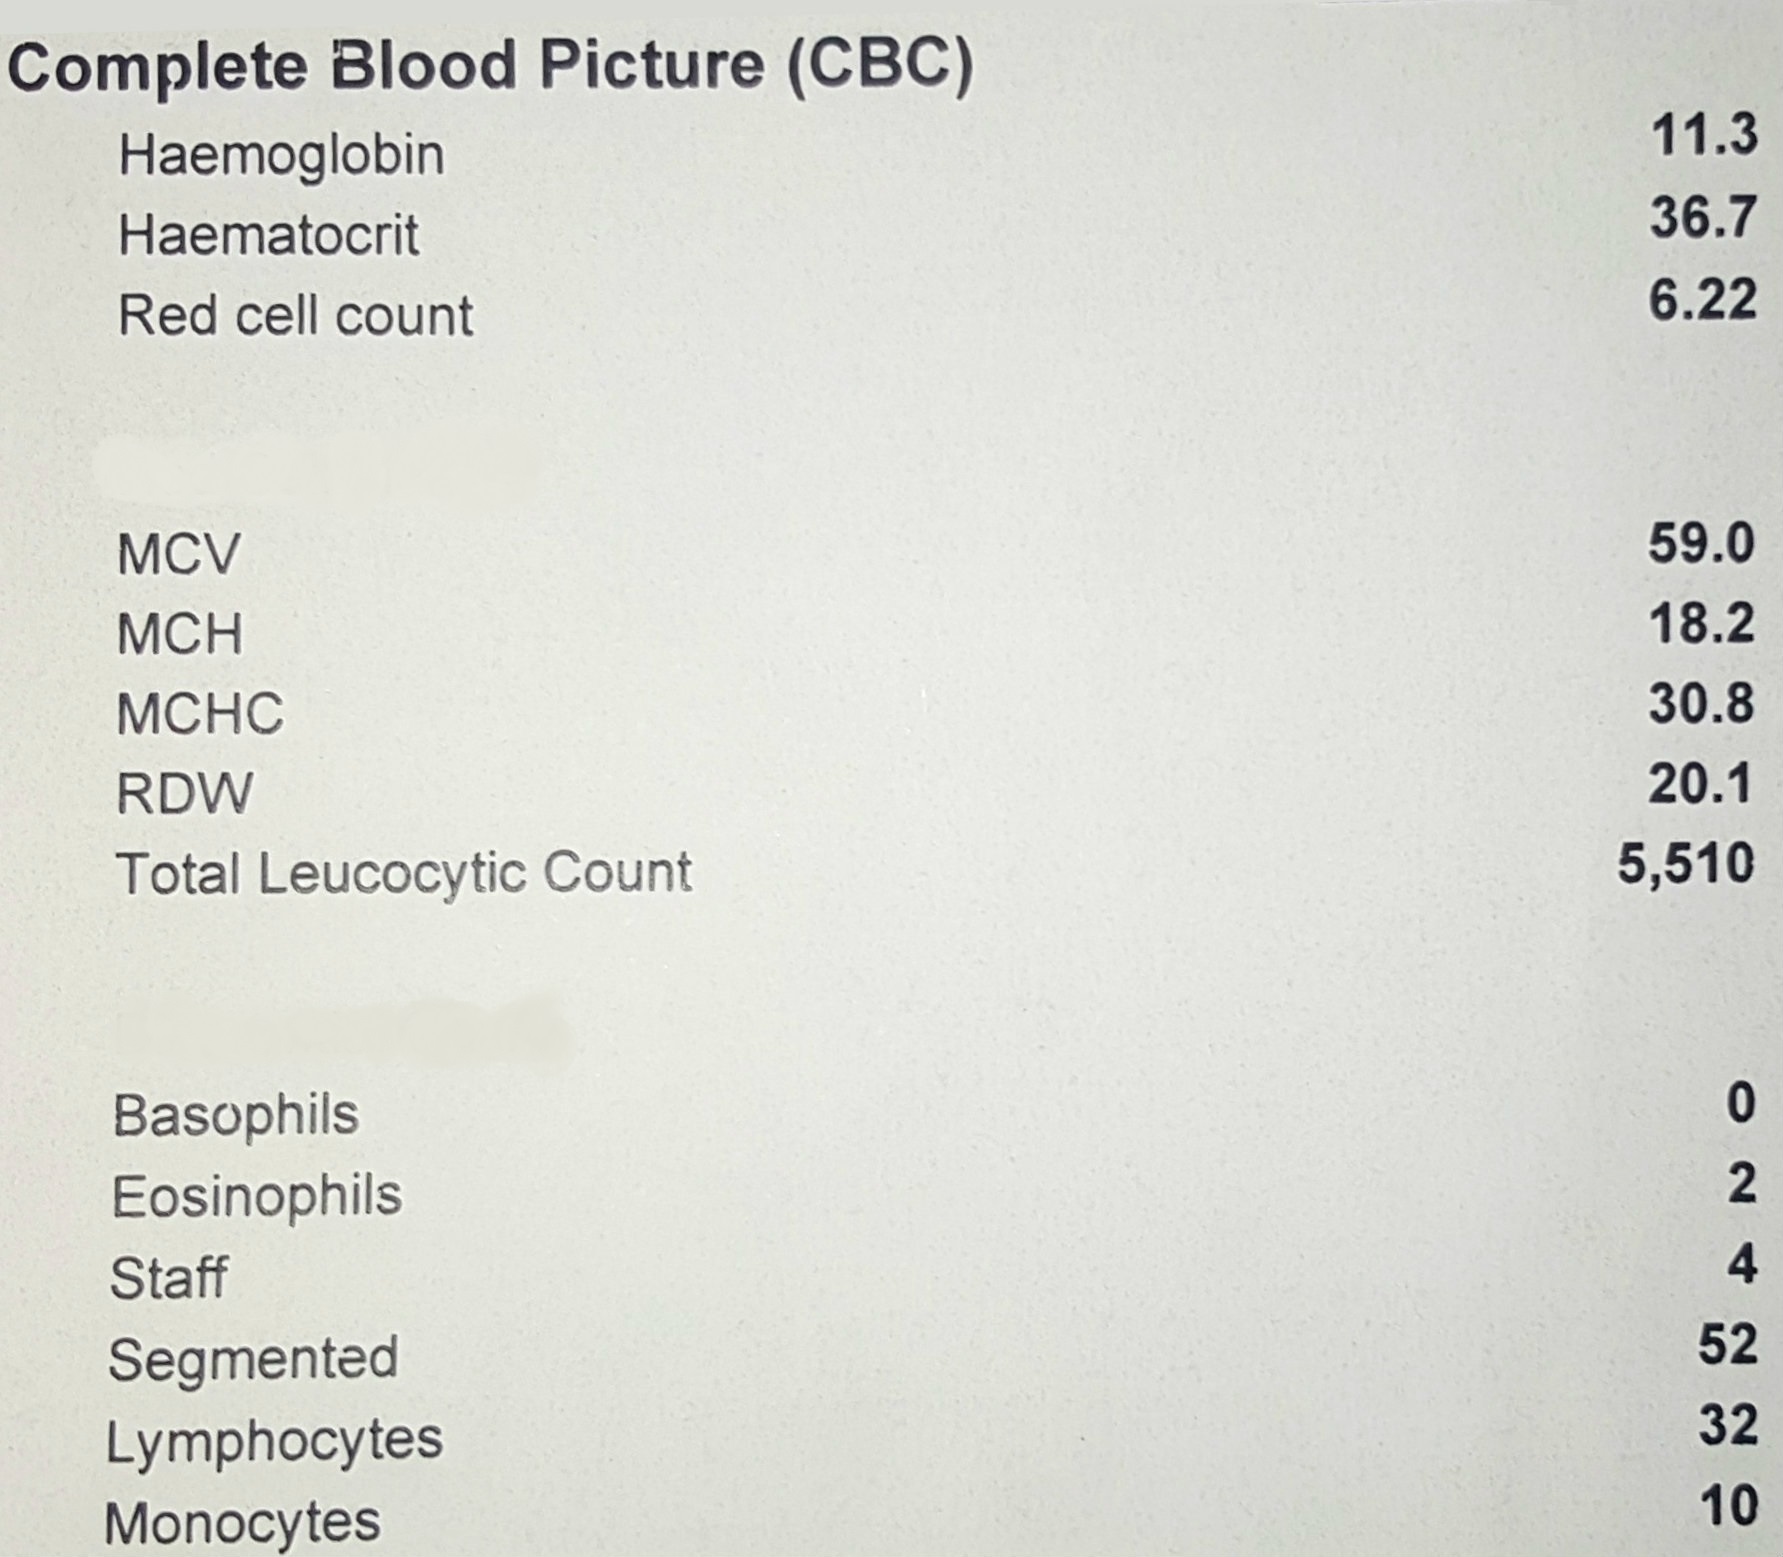 Complete Blood Picture (CBC)
Haemoglobin 11.3
Haematocrit 36.7
Red cell count 6.22
MCV 59.0
MCH 18.2
MCHC 30.8
RDW 20.1
Total Leucocytic Count 5,510
Basophils 0
Eosinophils 2
Staff 4
Segmented 52
Lymphocytes 32
Monocytes 10